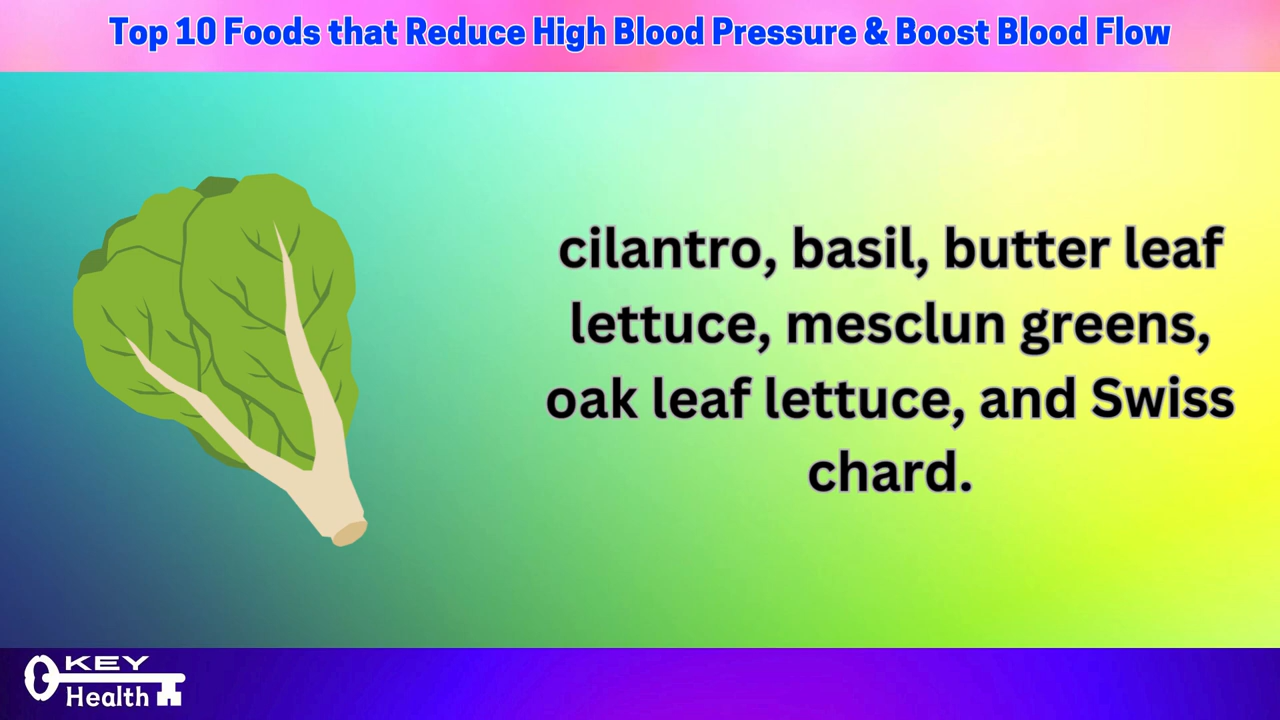 Top 10 Foods that Reduce High Blood Pressure & Boost Blood Flow
cilantro, basil, butter leaf
lettuce, mesclun greens,
oak leaf lettuce, and Swiss
chard.
KEY
Health